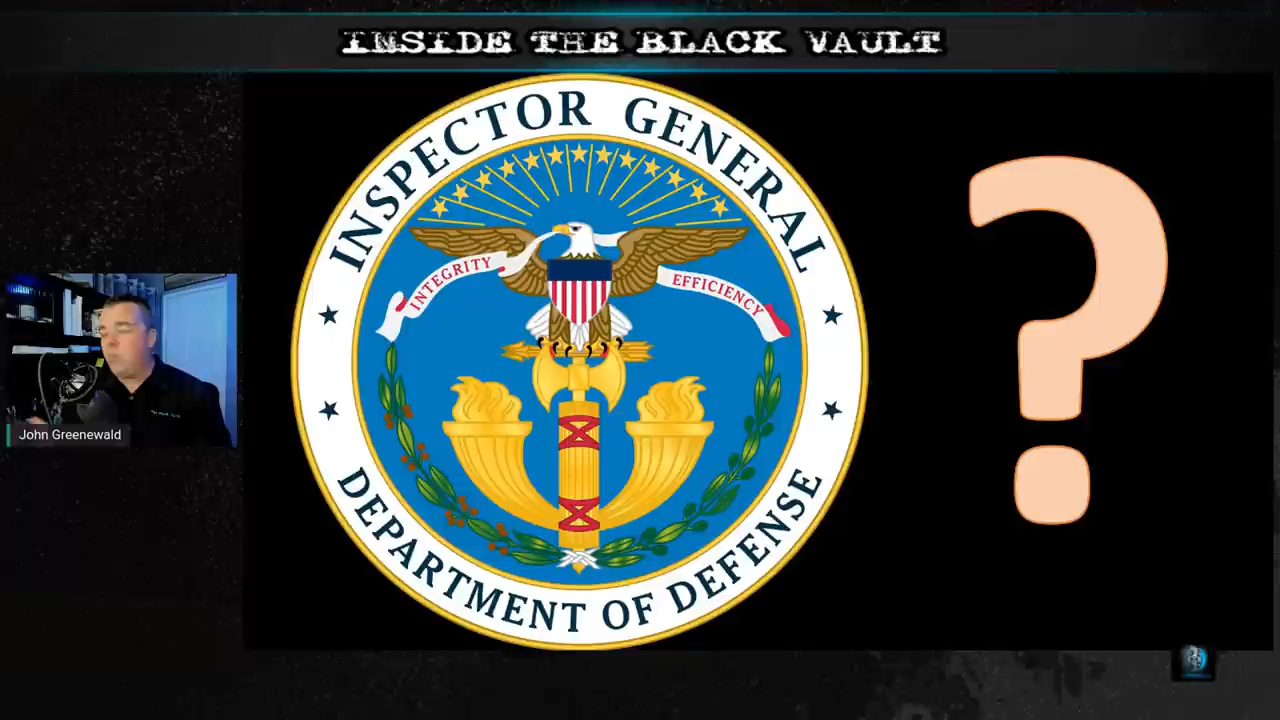 INSIDE THE BLACK VAULT
INSPECTOR GENERAL
INTEGRITY
EFFICIENCY
DEPARTMENT OF DEFENSE
John Greenewald
?